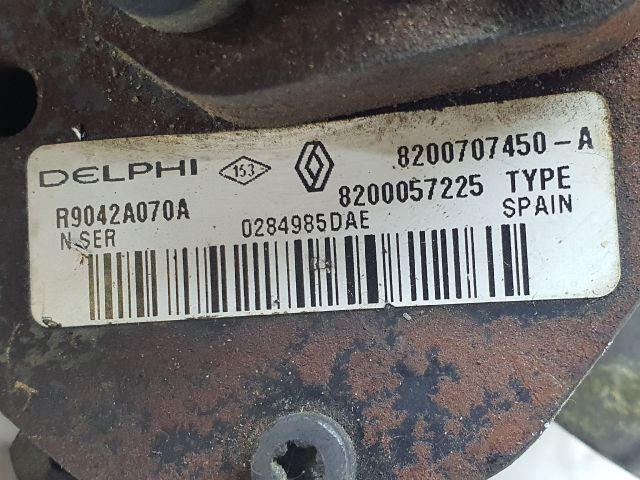 DELPHI 153 8200707450-A
R9042A070A 8200057225 TYPE
N SER 0284985DAE SPAIN